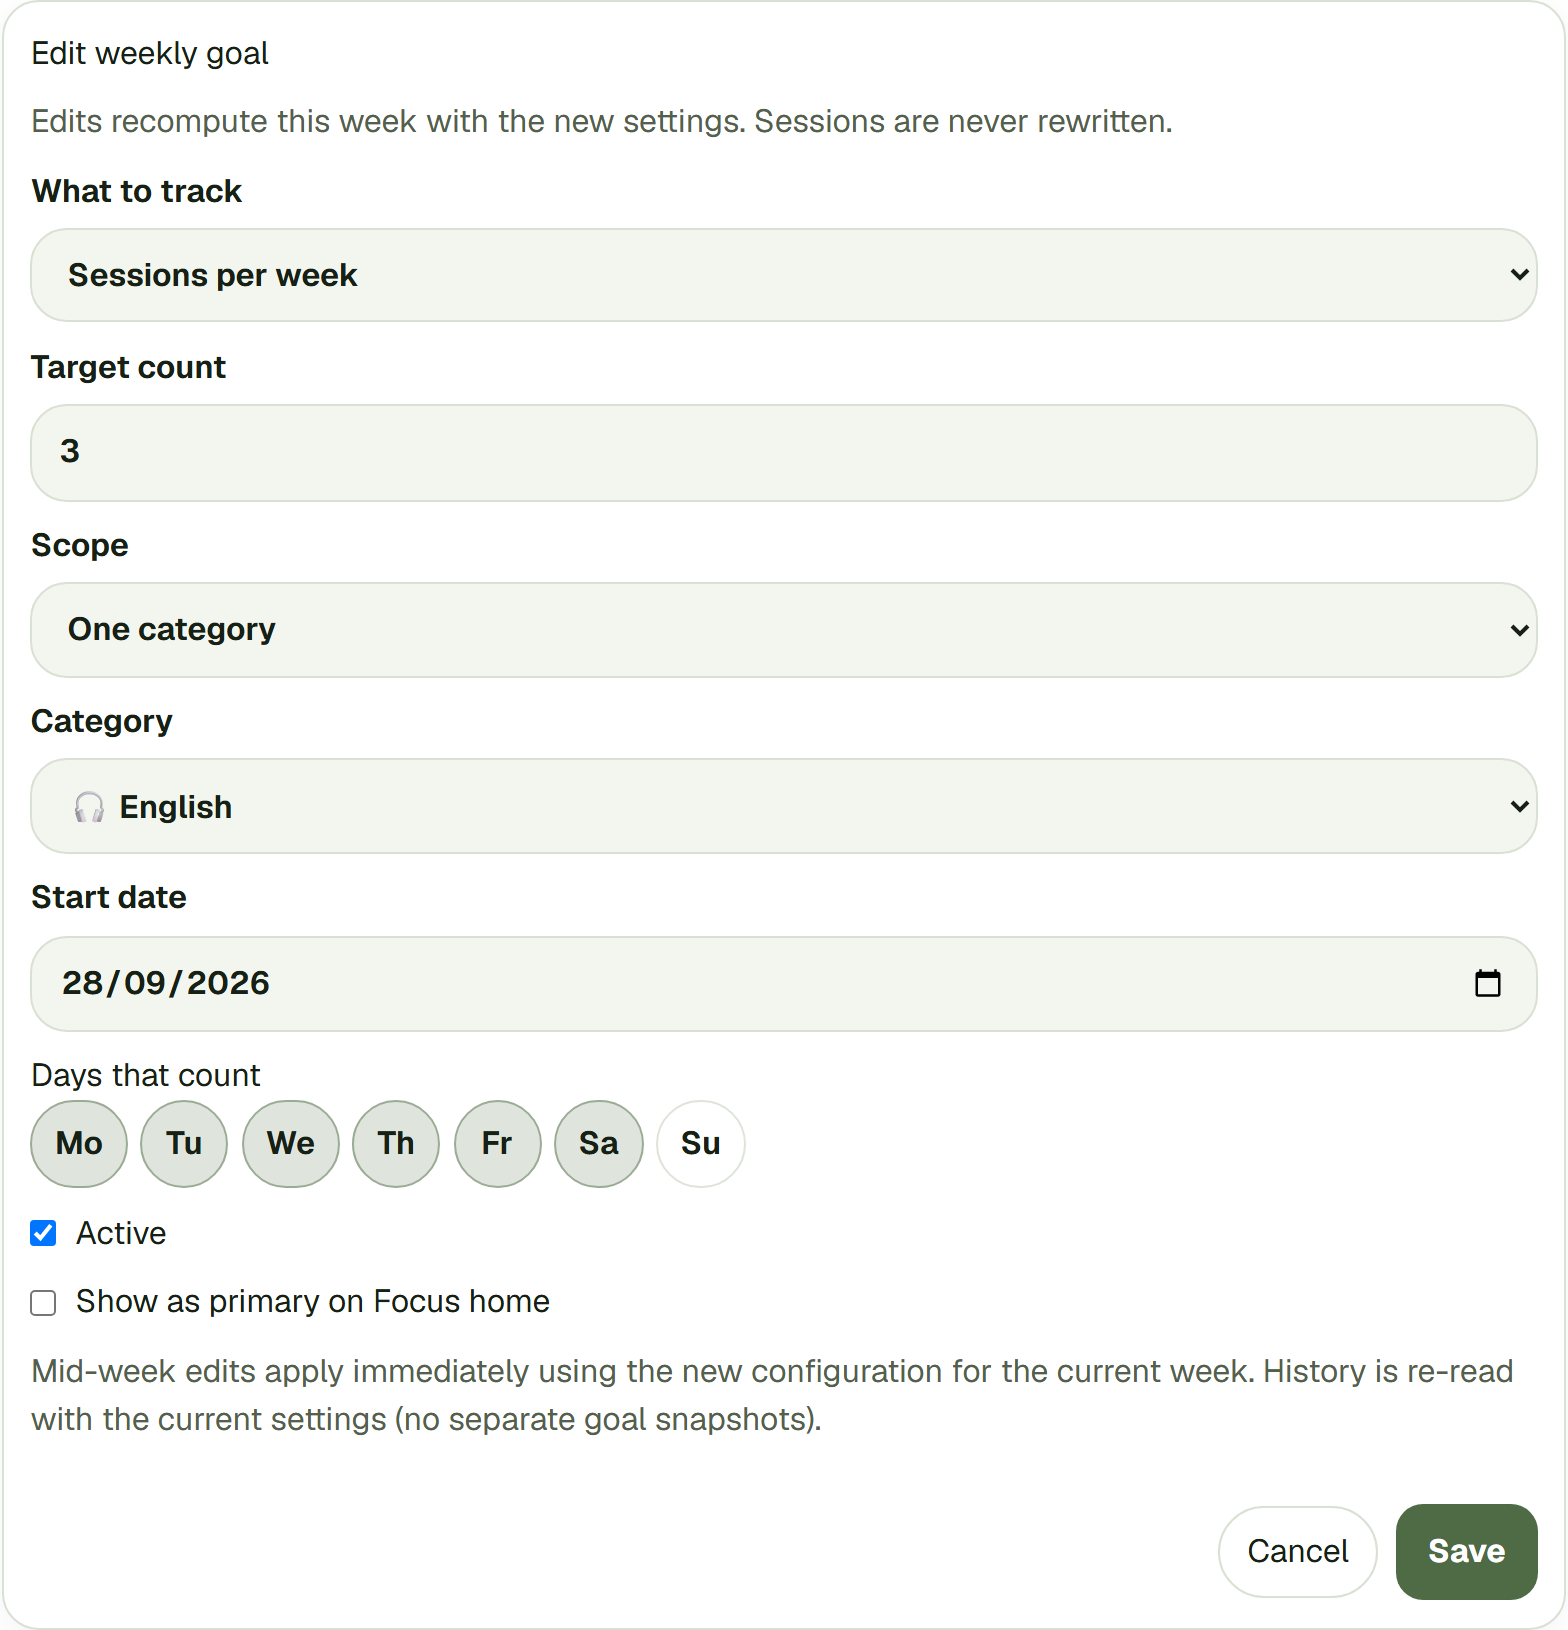 Edit weekly goal
Edits recompute this week with the new settings. Sessions are never rewritten.
What to track
Sessions per week
Target count
3
Scope
One category
Category
🎧 English
Start date
28/09/2026
Days that count
Mo Tu We Th Fr Sa Su
Active
Show as primary on Focus home
Mid-week edits apply immediately using the new configuration for the current week. History is re-read
with the current settings (no separate goal snapshots).
Cancel Save